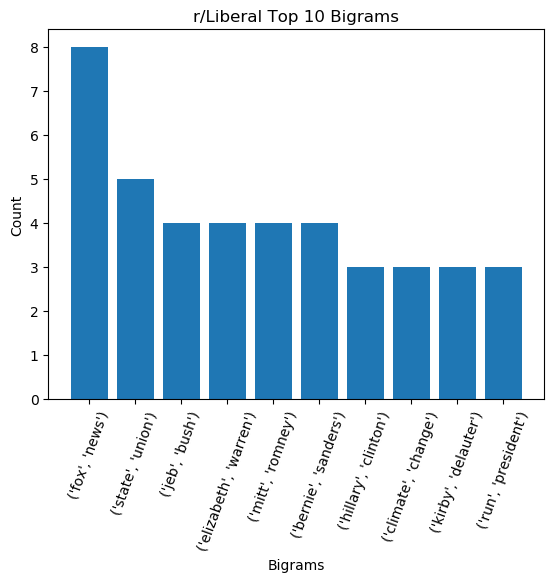 r/Liberal Top 10 Bigrams
8
7
6
5
4
3
2
1
0
Count
('fox', 'news')
('state', 'union')
('jeb', 'bush')
('elizabeth', 'warren')
('mitt', 'romney')
('bernie', 'sanders')
('hillary', 'clinton')
('climate', 'change')
('kirby', 'delauter')
('run', 'president')
Bigrams